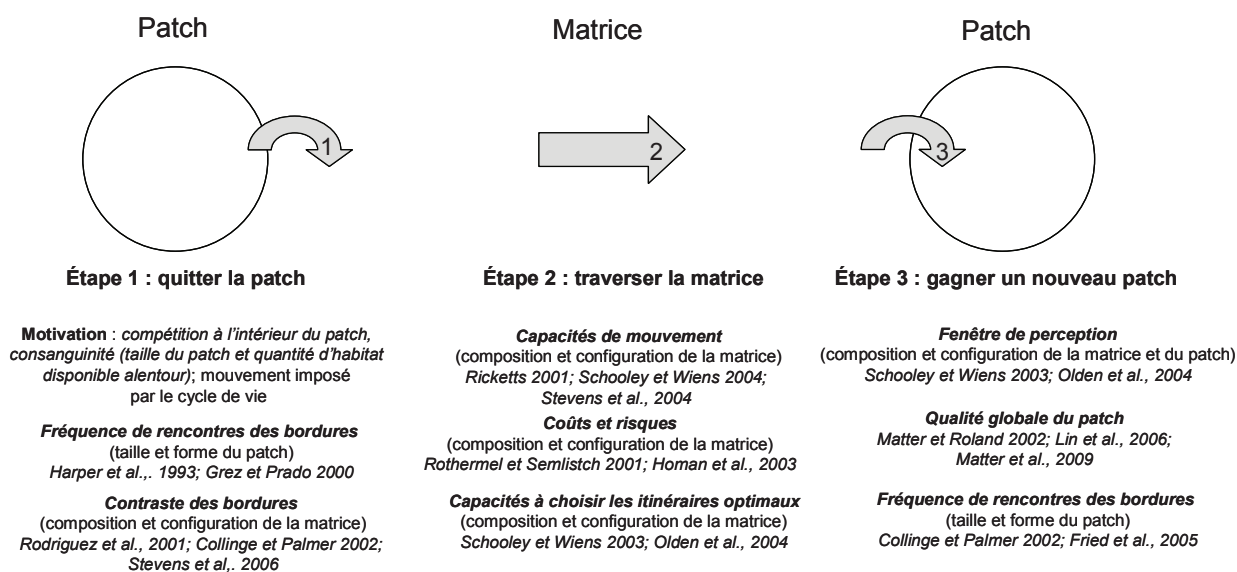 Patch
Matrice
Patch
1
2
3
Étape 1 : quitter la patch
Motivation : compétition à l'intérieur du patch,
consanguinité (taille du patch et quantité d'habitat
disponible alentour); mouvement imposé
par le cycle de vie
Fréquence de rencontres des bordures
(taille et forme du patch)
Harper et al.,. 1993; Grez et Prado 2000
Contraste des bordures
(composition et configuration de la matrice)
Rodriguez et al., 2001; Collinge et Palmer 2002;
Stevens et al,. 2006
Étape 2 : traverser la matrice
Capacités de mouvement
(composition et configuration de la matrice)
Ricketts 2001; Schooley et Wiens 2004;
Stevens et al., 2004
Coûts et risques
(composition et configuration de la matrice)
Rothermel et Semlistch 2001; Homan et al., 2003
Capacités à choisir les itinéraires optimaux
(composition et configuration de la matrice)
Schooley et Wiens 2003; Olden et al., 2004
Étape 3 : gagner un nouveau patch
Fenêtre de perception
(composition et configuration de la matrice et du patch)
Schooley et Wiens 2003; Olden et al., 2004
Qualité globale du patch
Matter et Roland 2002; Lin et al., 2006;
Matter et al., 2009
Fréquence de rencontres des bordures
(taille et forme du patch)
Collinge et Palmer 2002; Fried et al., 2005